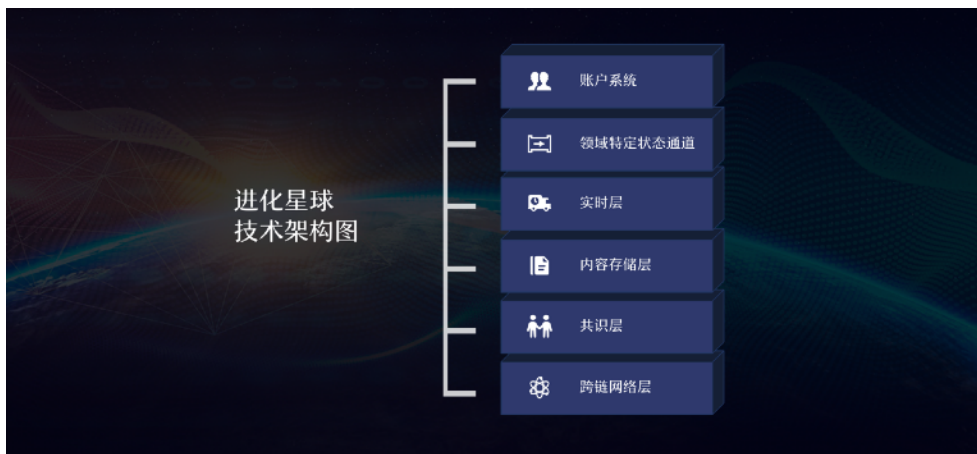 进化星球
技术架构图
账户系统
领域特定状态通道
实时层
内容存储层
共识层
跨链网络层